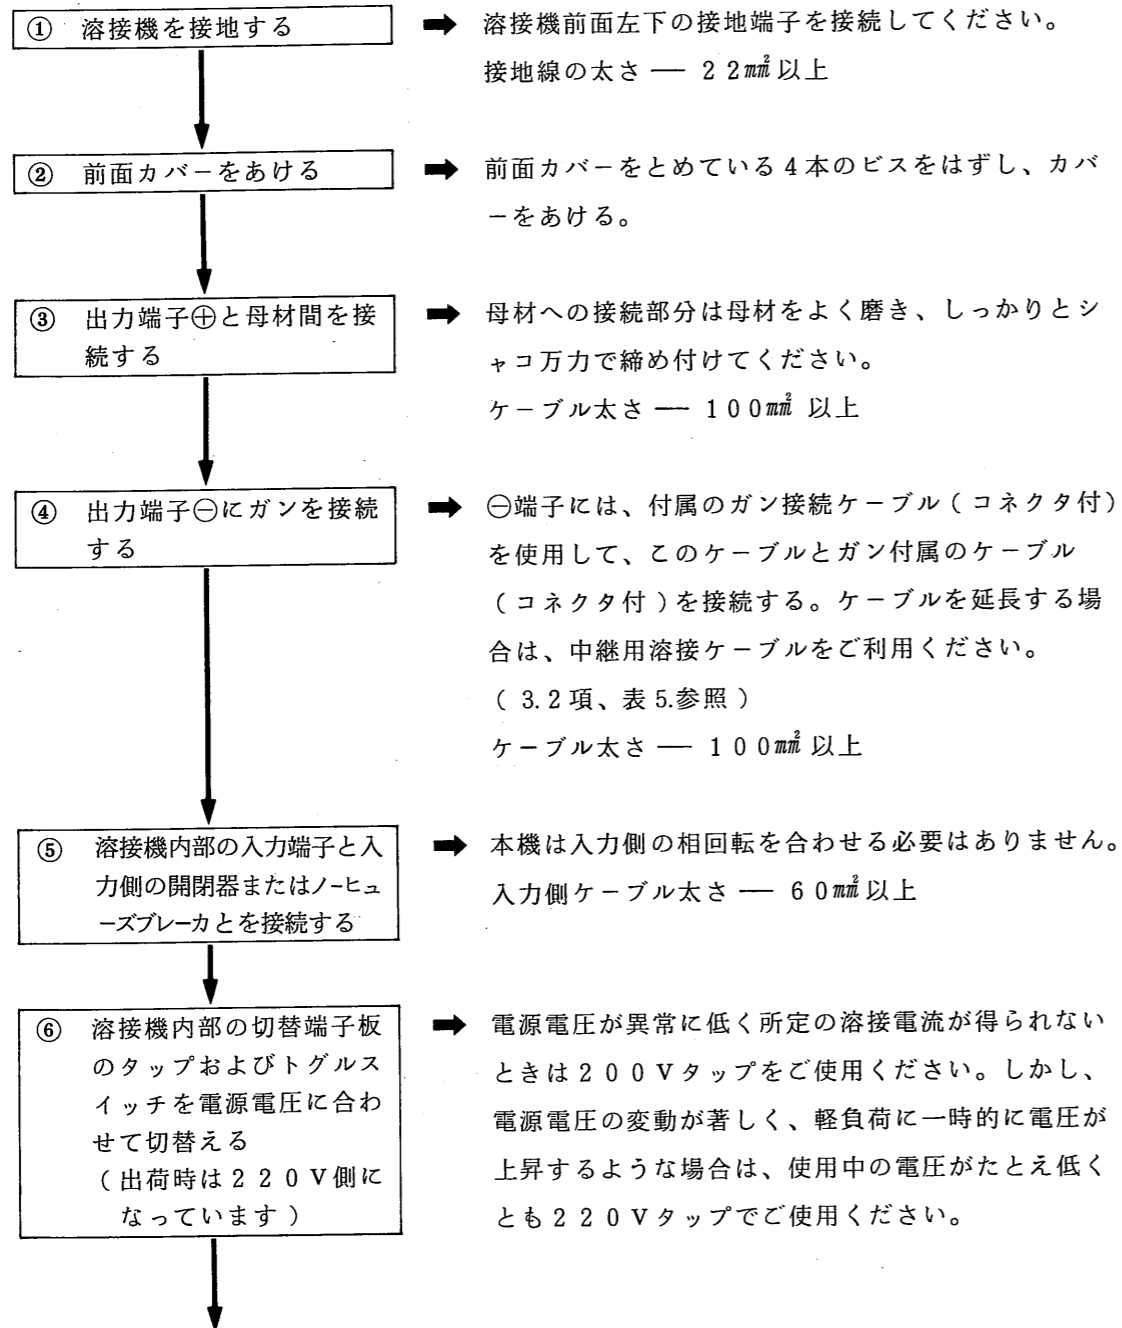 ① 溶接機を接地する
溶接機前面左下の接地端子を接続してください。
接地線の太さ — 22㎟以上
② 前面カバーをあける
前面カバーをとめている4本のビスをはずし、カバ
ーをあける。
③ 出力端子⊕と母材間を接
続する
母材への接続部分は母材をよく磨き、しっかりとシ
ャコ万力で締め付けてください。
ケーブル太さ — 100㎟ 以上
④ 出力端子⊖にガンを接続
する
⊖端子には、付属のガン接続ケーブル(コネクタ付)
を使用して、このケーブルとガン付属のケーブル
(コネクタ付)を接続する。ケーブルを延長する場
合は、中継用溶接ケーブルをご利用ください。
(3.2項、表5.参照)
ケーブル太さ — 100㎟ 以上
⑤ 溶接機内部の入力端子と入
力側の開閉器またはノーヒュ
ーズブレーカとを接続する
本機は入力側の相回転を合わせる必要はありません。
入力側ケーブル太さ — 60㎟以上
⑥ 溶接機内部の切替端子板
のタップおよびトグルス
イッチを電源電圧に合わ
せて切替える
(出荷時は220V側に
なっています)
電源電圧が異常に低く所定の溶接電流が得られない
ときは200Vタップをご使用ください。しかし、
電源電圧の変動が著しく、軽負荷に一時的に電圧が
上昇するような場合は、使用中の電圧がたとえ低く
とも220Vタップでご使用ください。